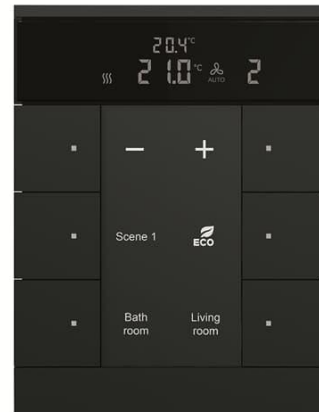 20.4°C
21.0°C AUTO 2
− +
Scene 1 ECO
Bath room
Living room